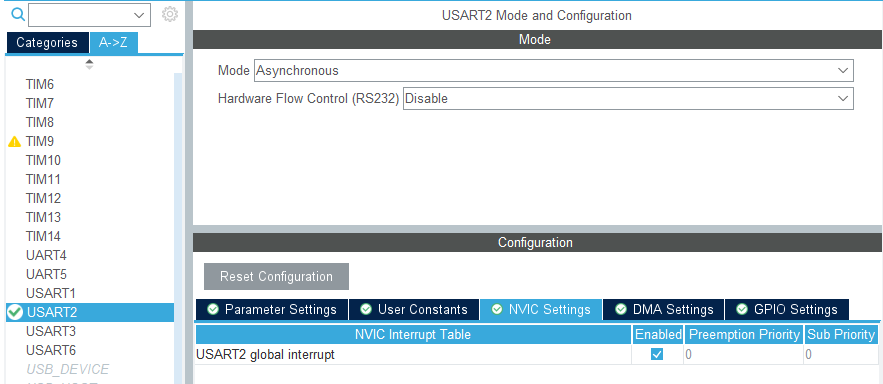 USART2 Mode and Configuration
Categories A->Z
Mode
Mode Asynchronous
Hardware Flow Control (RS232) Disable
TIM6
TIM7
TIM8
TIM9
TIM10
TIM11
TIM12
TIM13
TIM14
UART4
UART5
USART1
USART2
USART3
USART6
USB_DEVICE
Configuration
Reset Configuration
Parameter Settings User Constants NVIC Settings DMA Settings GPIO Settings
NVIC Interrupt Table Enabled Preemption Priority Sub Priority
USART2 global interrupt 0 0